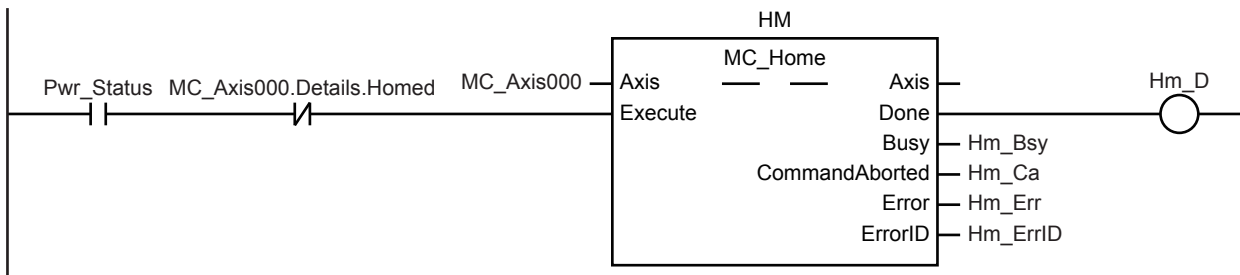 HM
MC_Home
Pwr_Status MC_Axis000.Details.Homed MC_Axis000 Axis Axis Hm_D
Execute Done
Busy Hm_Bsy
CommandAborted Hm_Ca
Error Hm_Err
ErrorID Hm_ErrID